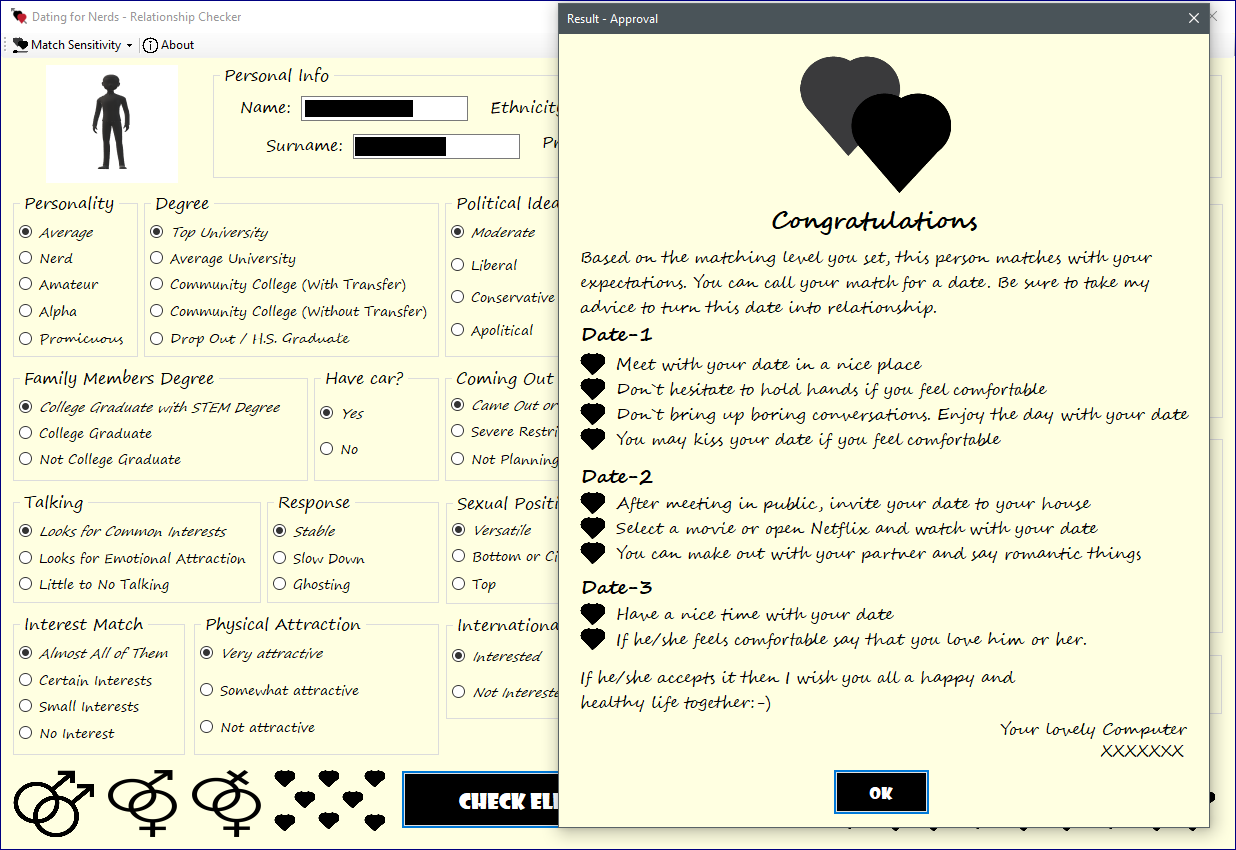 Dating for Nerds - Relationship Checker
Match Sensitivity
About
Personal Info
Name:
Surname:
Personality
Average
Nerd
Amateur
Alpha
Promicuous
Degree
Top University
Average University
Community College (With Transfer)
Community College (Without Transfer)
Drop Out / H.S. Graduate
Political
Moderate
Liberal
Conservative
Apolitical
Family Members Degree
College Graduate with STEM Degree
College Graduate
Not College Graduate
Have car?
Yes
No
Coming Out
Came Out or
Severe
Not Planning
Talking
Looks for Common Interests
Looks for Emotional Attraction
Little to No Talking
Response
Stable
Slow Down
Ghosting
Sexual
Versatile
Bottom or
Top
Interest Match
Almost All of Them
Certain Interests
Small Interests
No Interest
Physical Attraction
Very attractive
Somewhat attractive
Not attractive
Interested
Not
CHECK
Result - Approval
Congratulations
Based on the matching level you set, this person matches with your
expectations. You can call your match for a date. Be sure to take my
advice to turn this date into relationship.
Date-1
Meet with your date in a nice place
Don`t hesitate to hold hands if you feel comfortable
Don`t bring up boring conversations. Enjoy the day with your date
You may kiss your date if you feel comfortable
Date-2
After meeting in public, invite your date to your house
Select a movie or open Netflix and watch with your date
You can make out with your partner and say romantic things
Date-3
Have a nice time with your date
If he/she feels comfortable say that you love him or her.
If he/she accepts it then I wish you all a happy and
healthy life together:-)
Your lovely Computer
XXXXXXX
OK